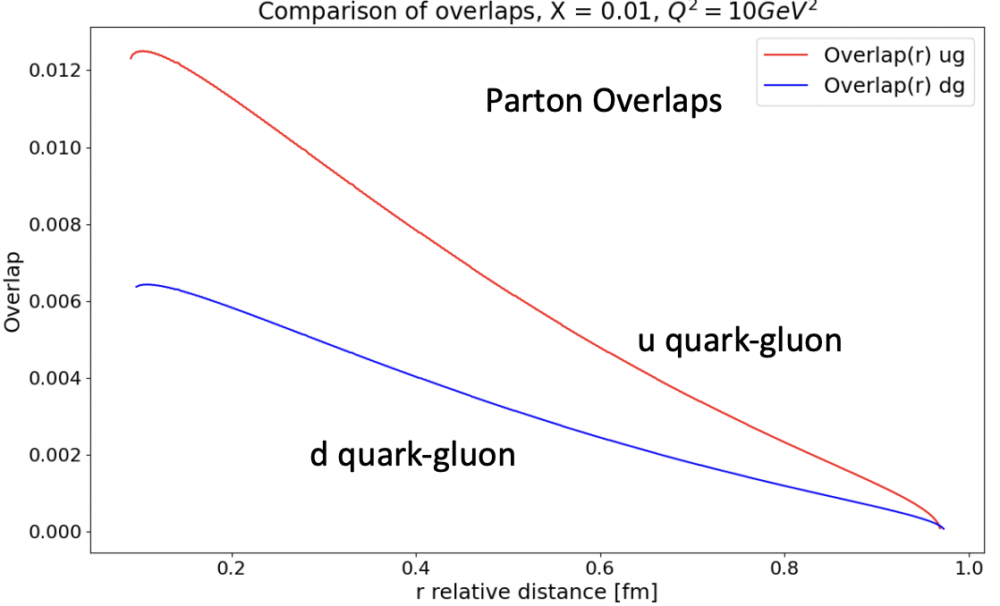 Comparison of overlaps, X = 0.01, Q² = 10GeV²
Overlap(r) ug
Overlap(r) dg
Parton Overlaps
u quark-gluon
d quark-gluon
Overlap
0.012
0.010
0.008
0.006
0.004
0.002
0.000
0.2 0.4 0.6 0.8 1.0
r relative distance [fm]